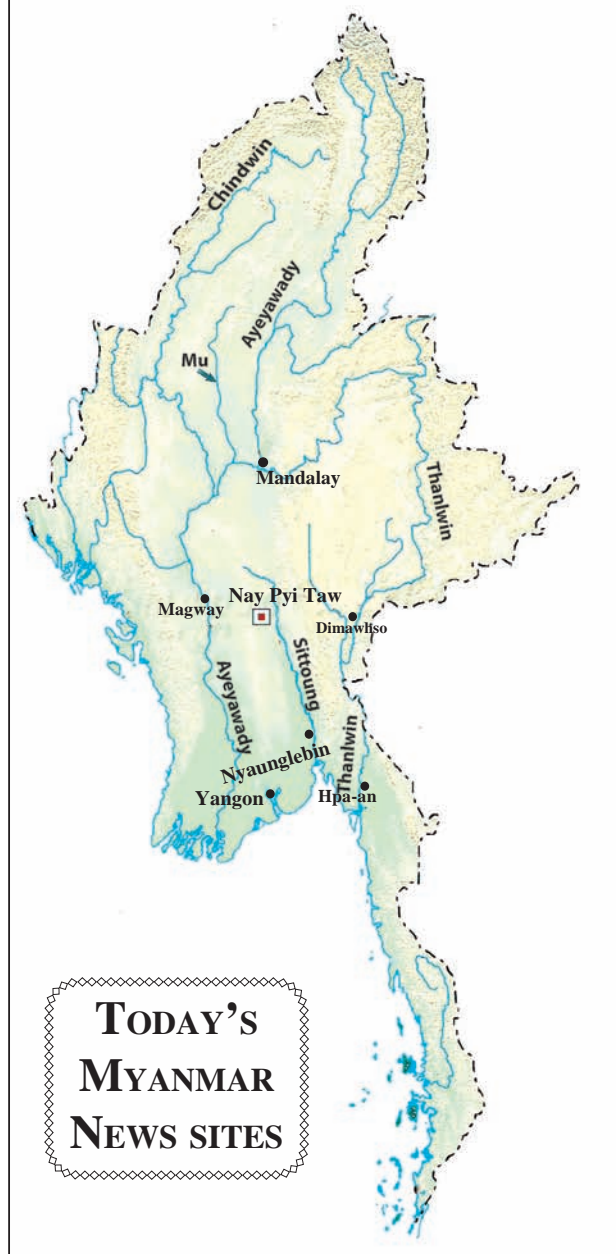 Chindwin
Ayeyawady
Mu
Mandalay
Thanlwin
Nay Pyi Taw
Magway
Dimawhso
Sittoung
Ayeyawady
Nyaunglebin
Thanlwin
Yangon
Hpa-an
TODAY'S
MYANMAR
NEWS SITES